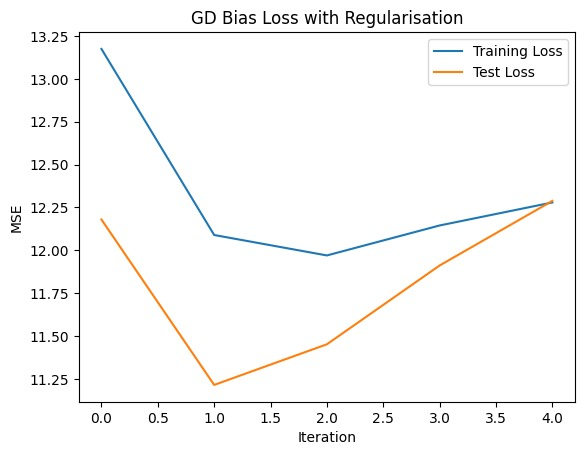 GD Bias Loss with Regularisation
Training Loss
Test Loss
MSE
13.25
13.00
12.75
12.50
12.25
12.00
11.75
11.50
11.25
0.0 0.5 1.0 1.5 2.0 2.5 3.0 3.5 4.0
Iteration